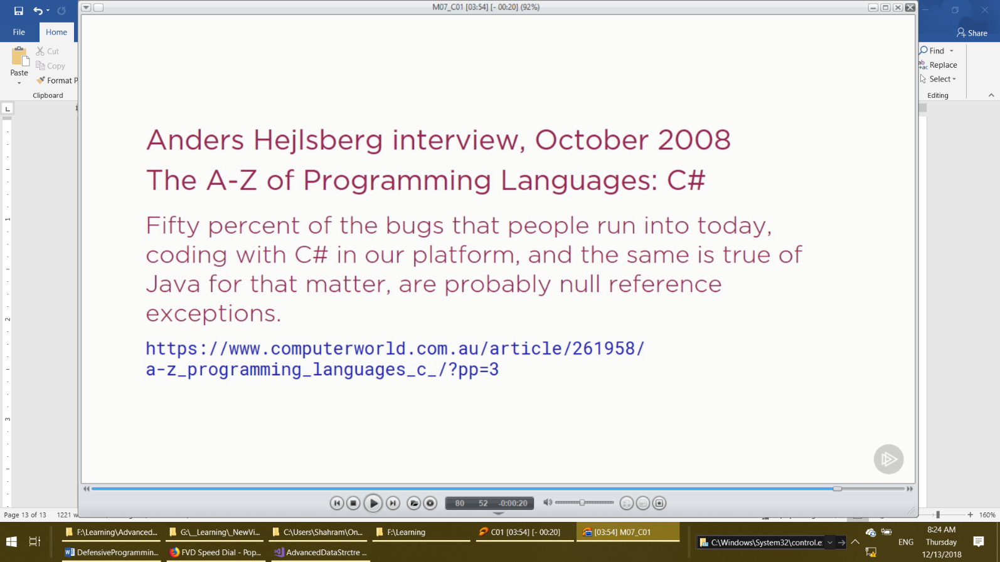 M07_C01 [03:54] [- 00:20] (92%)
File
Home
Share
Cut
Copy
Paste
Format P
Clipboard
Find
Replace
Select
Editing
Anders Hejlsberg interview, October 2008
The A-Z of Programming Languages: C#
Fifty percent of the bugs that people run into today,
coding with C# in our platform, and the same is true of
Java for that matter, are probably null reference
exceptions.
https://www.computerworld.com.au/article/261958/
a-z_programming_languages_c_/?pp=3
1
2
3
80 52 -0:00:20
Page 13 of 13 1221 w
160%
F:\Learning\Advanced...
G:\__Learning\_NewVi...
C:\Users\Shahram\On...
F:\Learning
C01 [03:54] [- 00:20]
[03:54] M07_C01
C:\Windows\System32\control.e
ENG
8:24 AM
Thursday
12/13/2018
DefensiveProgrammin...
FVD Speed Dial - Pop...
AdvancedDataStrctre ...